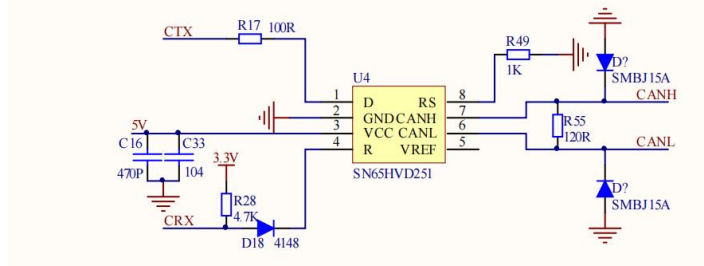 CTX
R17 100R
R49
1K
D?
SMBJ15A
U4
1 D RS 8
2 GND CANH 7
3 VCC CANL 6
4 R VREF 5
SN65HVD251
CANH
R55
120R
CANL
5V
C16
470P
C33
104
3.3V
R28
4.7K
CRX
D18 4148
D?
SMBJ15A